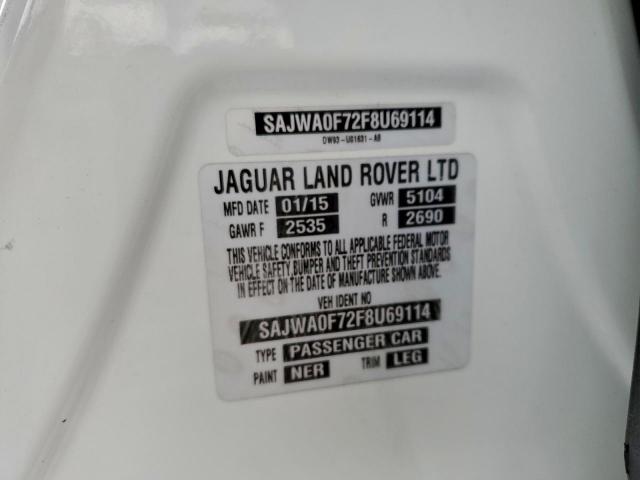 SAJWA0F72F8U69114
DW93-U01631-AB
JAGUAR LAND ROVER LTD
MFD DATE 01/15 GVWR 5104
GAWR F 2535 R 2690
THIS VEHICLE CONFORMS TO ALL APPLICABLE FEDERAL MOTOR
VEHICLE SAFETY, BUMPER AND THEFT PREVENTION STANDARDS
IN EFFECT ON THE DATE OF MANUFACTURE SHOWN ABOVE.
VEH IDENT NO
SAJWA0F72F8U69114
TYPE PASSENGER CAR
PAINT NER TRIM LEG